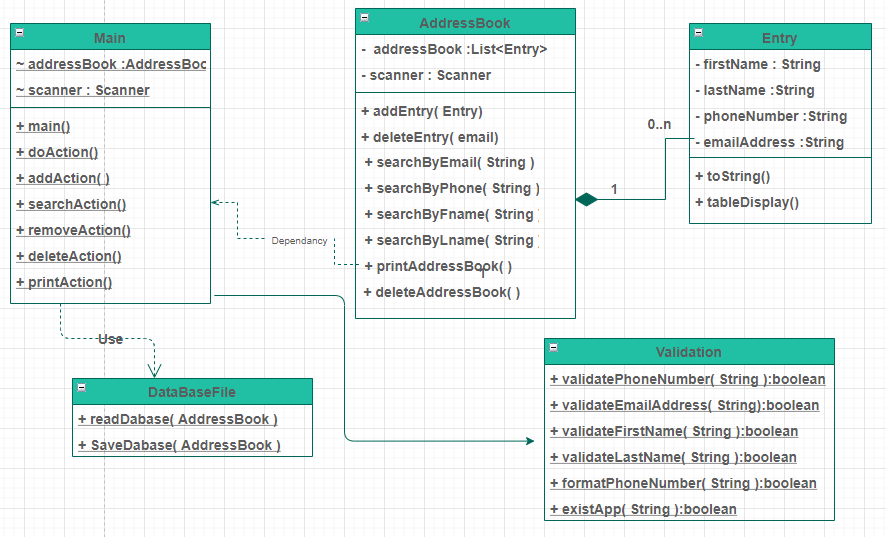 Main
~ addressBook :AddressBoo
~ scanner : Scanner
+ main()
+ doAction()
+ addAction( )
+ searchAction()
+ removeAction()
+ deleteAction()
+ printAction()
AddressBook
- addressBook :List<Entry>
- scanner : Scanner
+ addEntry( Entry)
+ deleteEntry( email)
+ searchByEmail( String )
+ searchByPhone( String )
+ searchByFname( String )
+ searchByLname( String )
+ printAddressBook( )
+ deleteAddressBook( )
Entry
- firstName : String
- lastName :String
- phoneNumber :String
- emailAddress :String
+ toString()
+ tableDisplay()
0..n
1
Dependancy
Use
DataBaseFile
+ readDabase( AddressBook )
+ SaveDabase( AddressBook )
Validation
+ validatePhoneNumber( String ):boolean
+ validateEmailAddress( String):boolean
+ validateFirstName( String ):boolean
+ validateLastName( String ):boolean
+ formatPhoneNumber( String ):boolean
+ existApp( String ):boolean